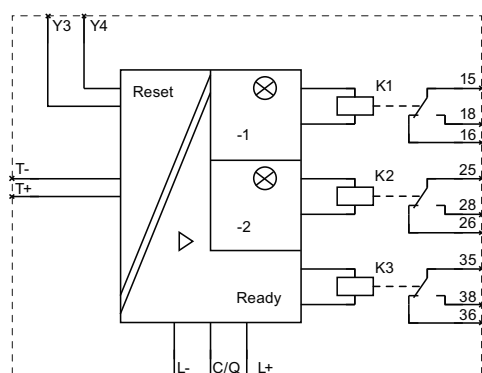 Y3 Y4
Reset
K1
15
18
16
-1
T-
T+
K2
25
28
26
-2
K3
35
38
36
Ready
L- C/Q L+